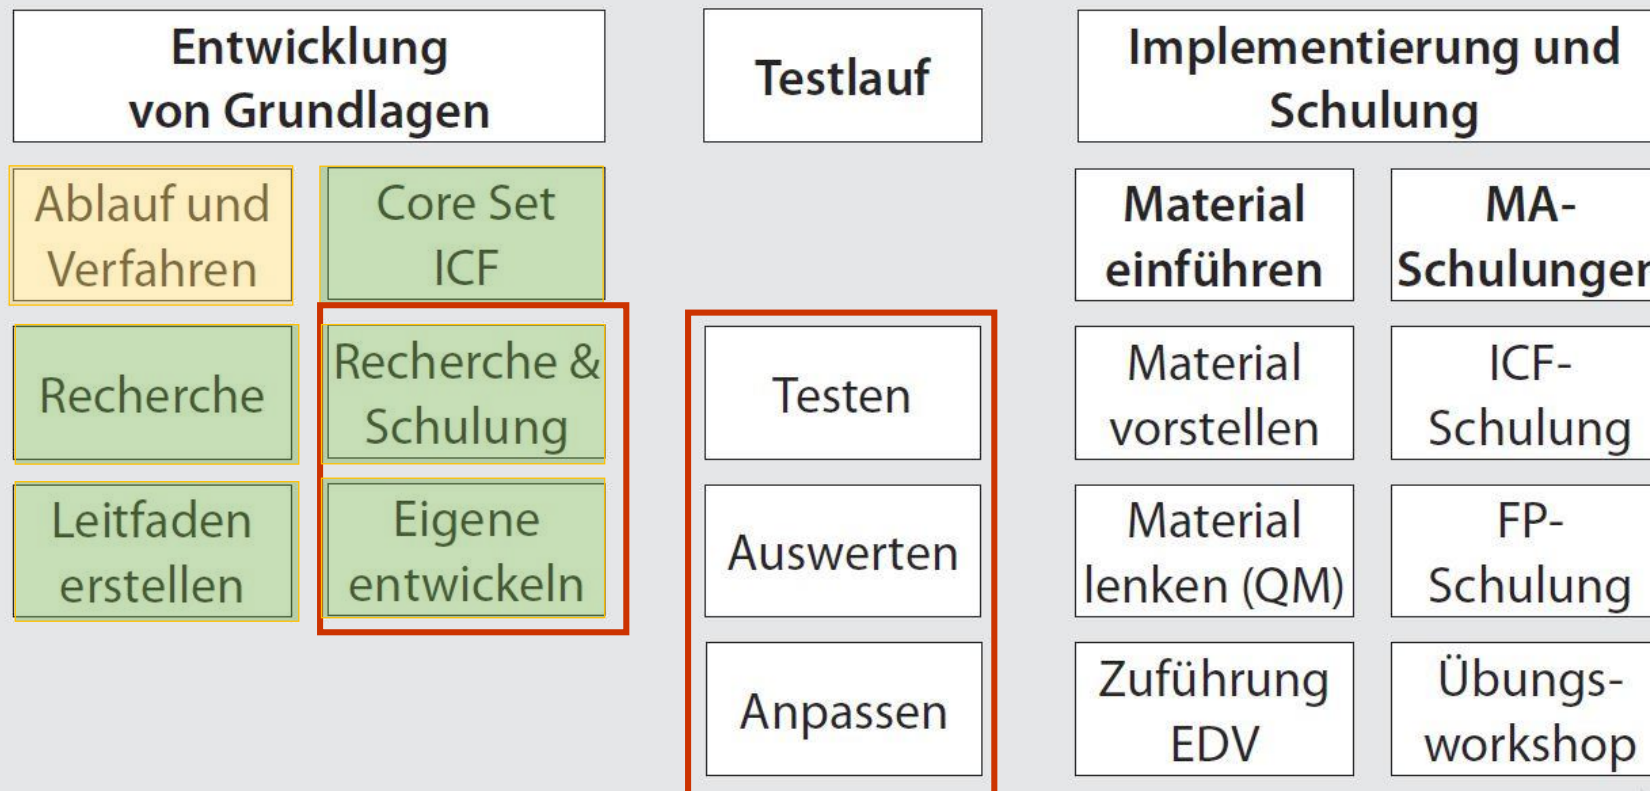 Entwicklung
von Grundlagen
Testlauf
Implementierung und
Schulung
Ablauf und
Verfahren
Core Set
ICF
Material
einführen
MA-
Schulungen
Recherche
Recherche &
Schulung
Testen
Material
vorstellen
ICF-
Schulung
Leitfaden
erstellen
Eigene
entwickeln
Auswerten
Material
lenken (QM)
FP-
Schulung
Anpassen
Zuführung
EDV
Übungs-
workshop